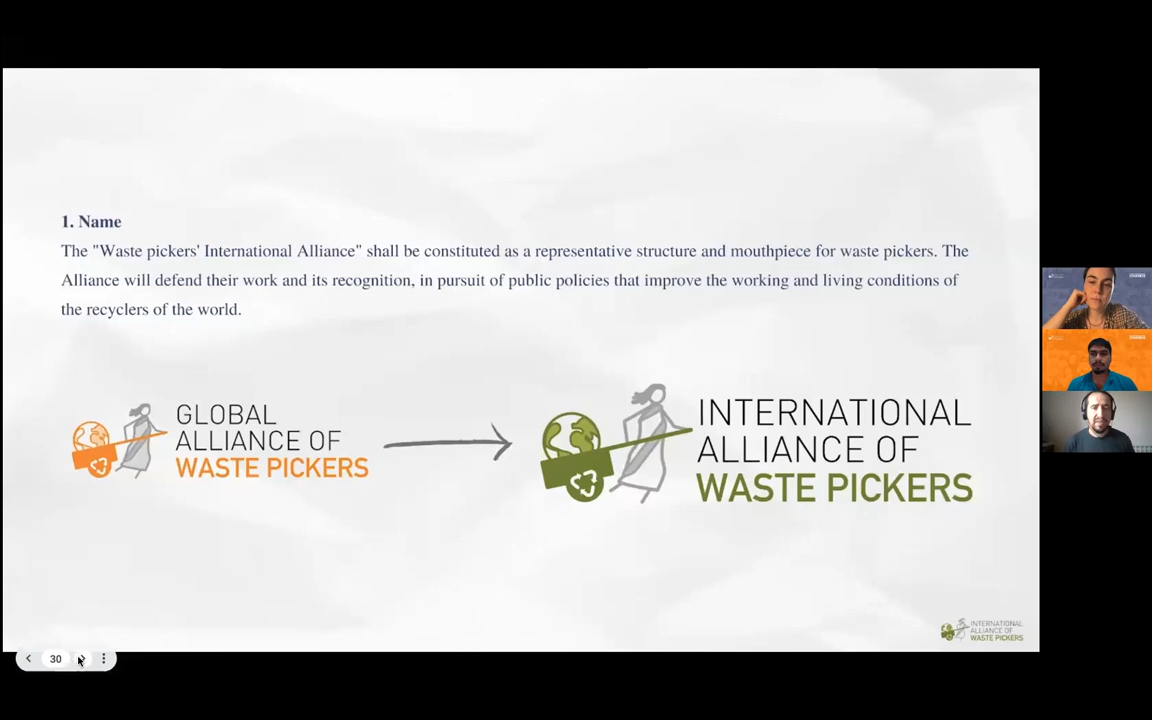 1. Name
The "Waste pickers' International Alliance" shall be constituted as a representative structure and mouthpiece for waste pickers. The
Alliance will defend their work and its recognition, in pursuit of public policies that improve the working and living conditions of
the recyclers of the world.
GLOBAL
ALLIANCE OF
WASTE PICKERS
INTERNATIONAL
ALLIANCE OF
WASTE PICKERS
INTERNATIONAL
ALLIANCE OF
WASTE PICKERS
30